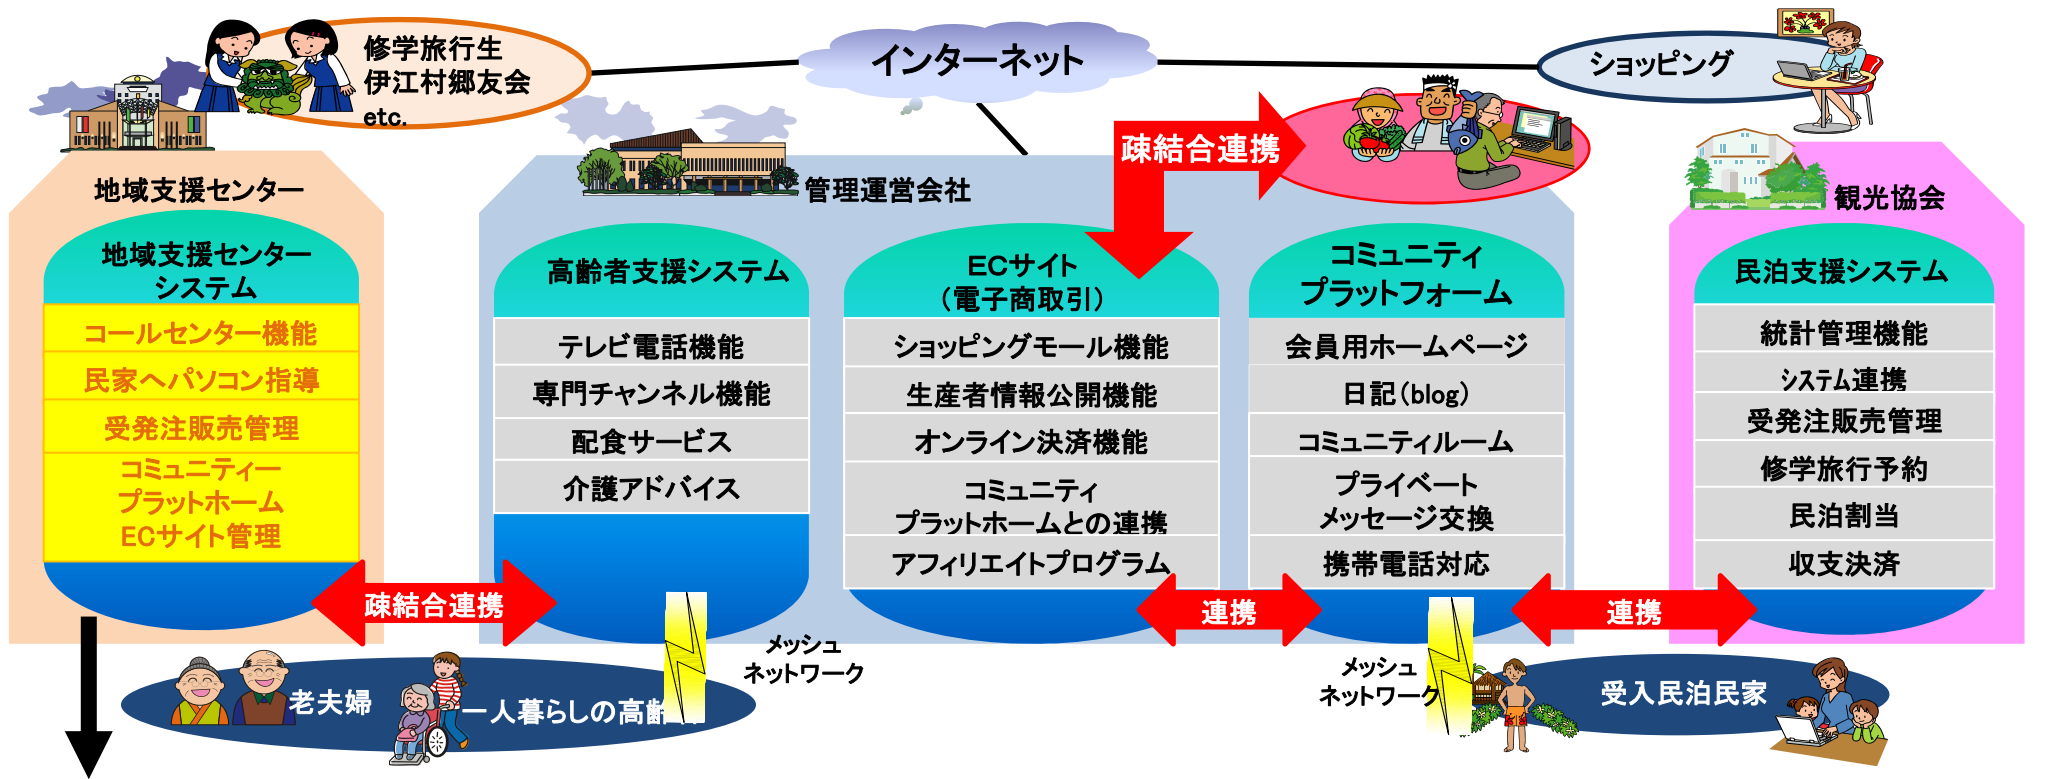 修学旅行生
伊江村郷友会
etc.
インターネット
ショッピング
疎結合連携
地域支援センター
管理運営会社
観光協会
地域支援センター
システム
コールセンター機能
民家へパソコン指導
受発注販売管理
コミュニティー
プラットホーム
ECサイト管理
高齢者支援システム
テレビ電話機能
専門チャンネル機能
配食サービス
介護アドバイス
ECサイト
（電子商取引）
ショッピングモール機能
生産者情報公開機能
オンライン決済機能
コミュニティ
プラットホームとの連携
アフィリエイトプログラム
コミュニティ
プラットフォーム
会員用ホームページ
日記（blog）
コミュニティルーム
プライベート
メッセージ交換
携帯電話対応
民泊支援システム
統計管理機能
システム連携
受発注販売管理
修学旅行予約
民泊割当
収支決済
疎結合連携
連携
連携
メッシュ
ネットワーク
メッシュ
ネットワーク
老夫婦
一人暮らしの高齢
受入民泊民家